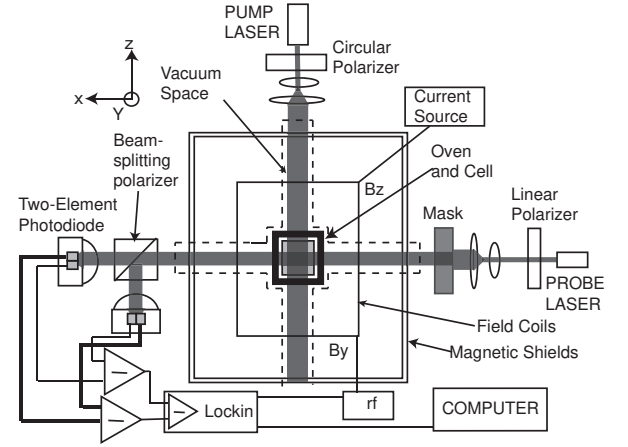 PUMP
LASER
Circular
Polarizer
z
x
Y
Vacuum
Space
Current
Source
Beam-
splitting
polarizer
Oven
and Cell
Bz
Two-Element
Photodiode
Mask
Linear
Polarizer
PROBE
LASER
Field Coils
By
Magnetic Shields
Lockin
rf
COMPUTER